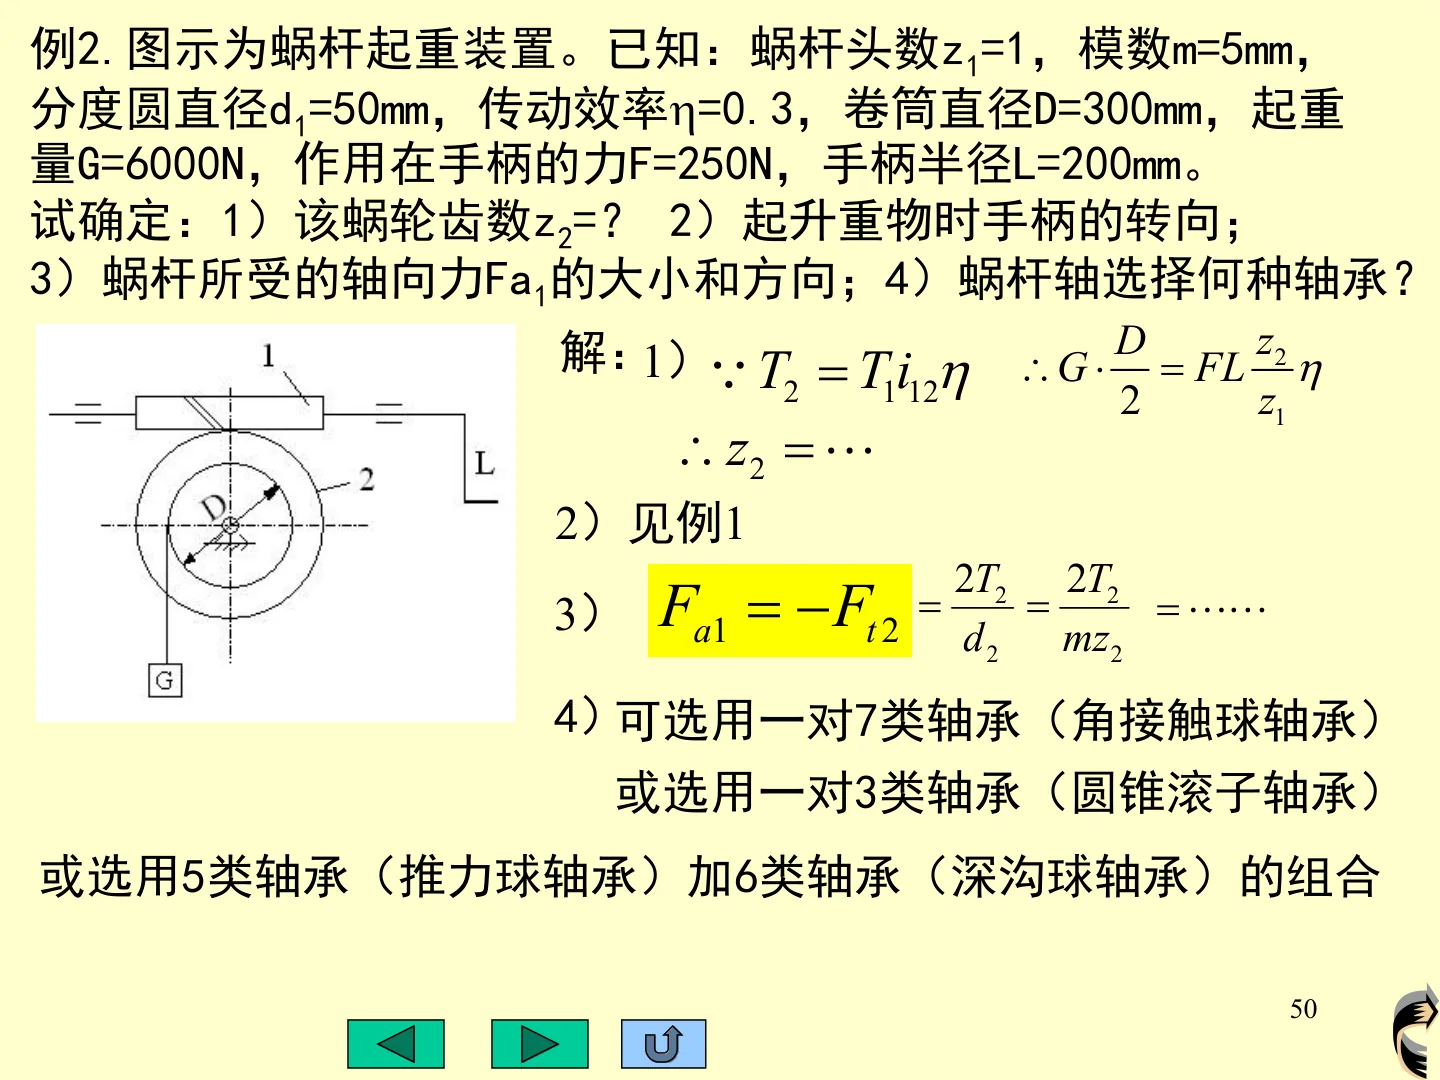 例2.图示为蜗杆起重装置。已知：蜗杆头数z₁=1，模数m=5mm，
分度圆直径d₁=50mm，传动效率η=0.3，卷筒直径D=300mm，起重
量G=6000N，作用在手柄的力F=250N，手柄半径L=200mm。
试确定：1）该蜗轮齿数z₂=？ 2）起升重物时手柄的转向；
3）蜗杆所受的轴向力Fa₁的大小和方向；4）蜗杆轴选择何种轴承？
1
L
2
D
G
解：1）∵T₂ = T₁i₁₂η ∴G·D/2 = FL z₂/z₁ η
∴z₂ = ⋯
2）见例1
3） Fₐ₁ = −Fₜ₂ = 2T₂/d₂ = 2T₂/mz₂ = ⋯⋯
4）可选用一对7类轴承（角接触球轴承）
或选用一对3类轴承（圆锥滚子轴承）
或选用5类轴承（推力球轴承）加6类轴承（深沟球轴承）的组合
50